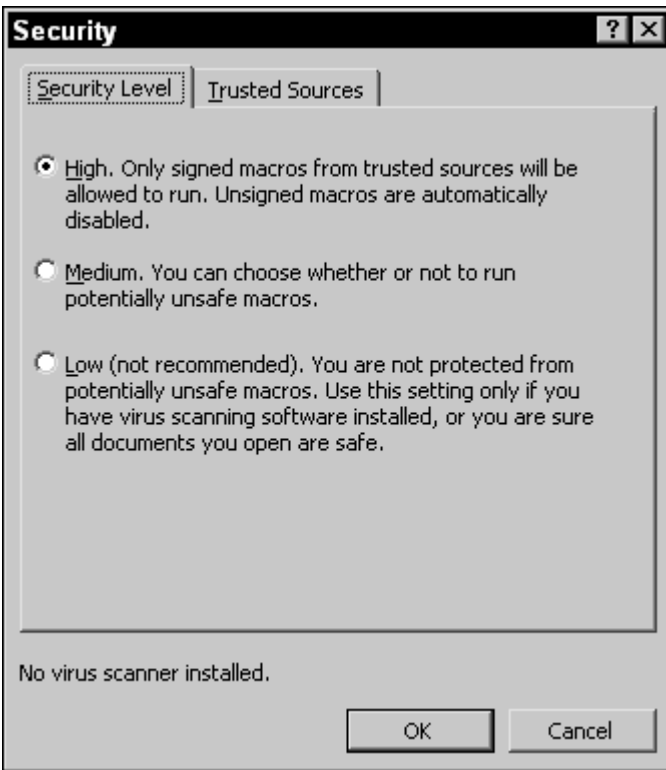 Security
Security Level
Trusted Sources
High. Only signed macros from trusted sources will be
allowed to run. Unsigned macros are automatically
disabled.
Medium. You can choose whether or not to run
potentially unsafe macros.
Low (not recommended). You are not protected from
potentially unsafe macros. Use this setting only if you
have virus scanning software installed, or you are sure
all documents you open are safe.
No virus scanner installed.
OK
Cancel